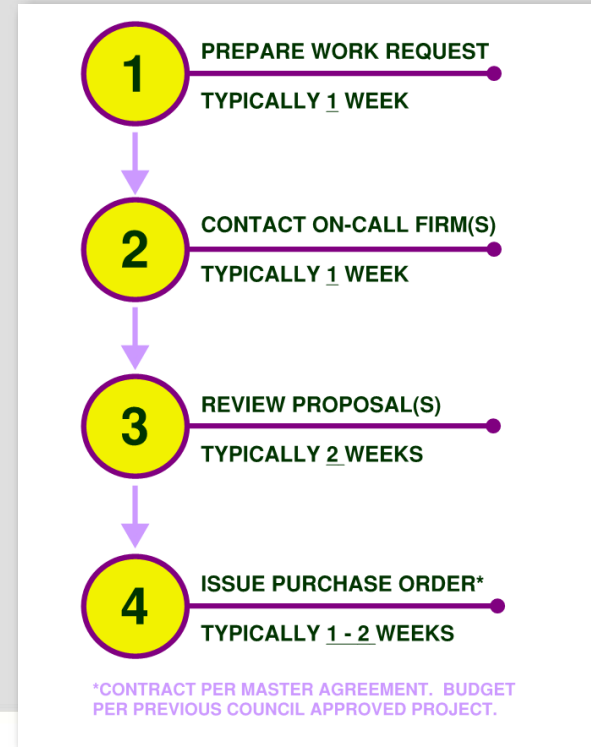 1
PREPARE WORK REQUEST
TYPICALLY 1 WEEK
2
CONTACT ON-CALL FIRM(S)
TYPICALLY 1 WEEK
3
REVIEW PROPOSAL(S)
TYPICALLY 2 WEEKS
4
ISSUE PURCHASE ORDER*
TYPICALLY 1 - 2 WEEKS
*CONTRACT PER MASTER AGREEMENT.  BUDGET
PER PREVIOUS COUNCIL APPROVED PROJECT.